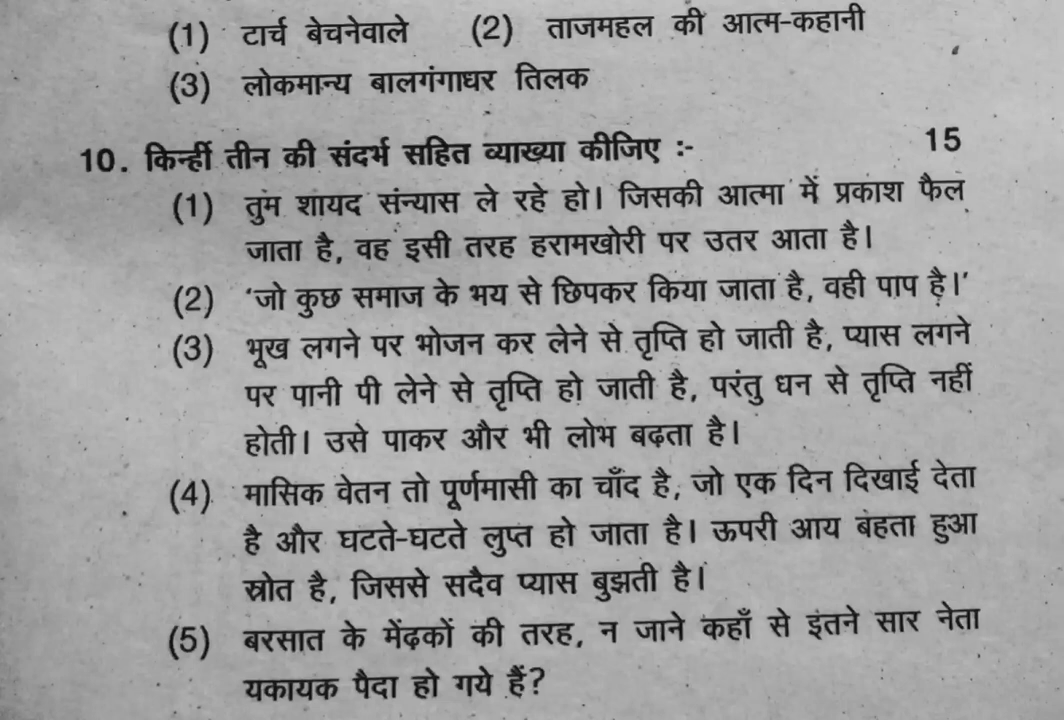 (1) टार्च बेचनेवाले (2) ताजमहल की आत्म-कहानी
(3) लोकमान्य बालगंगाधर तिलक
10. किन्हीं तीन की संदर्भ सहित व्याख्या कीजिए :- 15
(1) तुम शायद संन्यास ले रहे हो। जिसकी आत्मा में प्रकाश फैल
जाता है, वह इसी तरह हरामखोरी पर उतर आता है।
(2) ‘जो कुछ समाज के भय से छिपकर किया जाता है, वही पाप है।’
(3) भूख लगने पर भोजन कर लेने से तृप्ति हो जाती है, प्यास लगने
पर पानी पी लेने से तृप्ति हो जाती है, परंतु धन से तृप्ति नहीं
होती। उसे पाकर और भी लोभ बढ़ता है।
(4) मासिक वेतन तो पूर्णमासी का चाँद है, जो एक दिन दिखाई देता
है और घटते-घटते लुप्त हो जाता है। ऊपरी आय बहता हुआ
स्रोत है, जिससे सदैव प्यास बुझती है।
(5) बरसात के मेंढ़कों की तरह, न जाने कहाँ से इतने सार नेता
यकायक पैदा हो गये हैं?